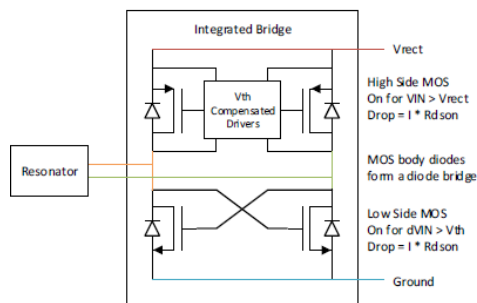 Integrated Bridge
Vrect
Vth
Compensated
Drivers
High Side MOS
On for VIN > Vrect
Drop = I * Rdson
Resonator
MOS body diodes
form a diode bridge
Low Side MOS
On for dVIN > Vth
Drop = I * Rdson
Ground